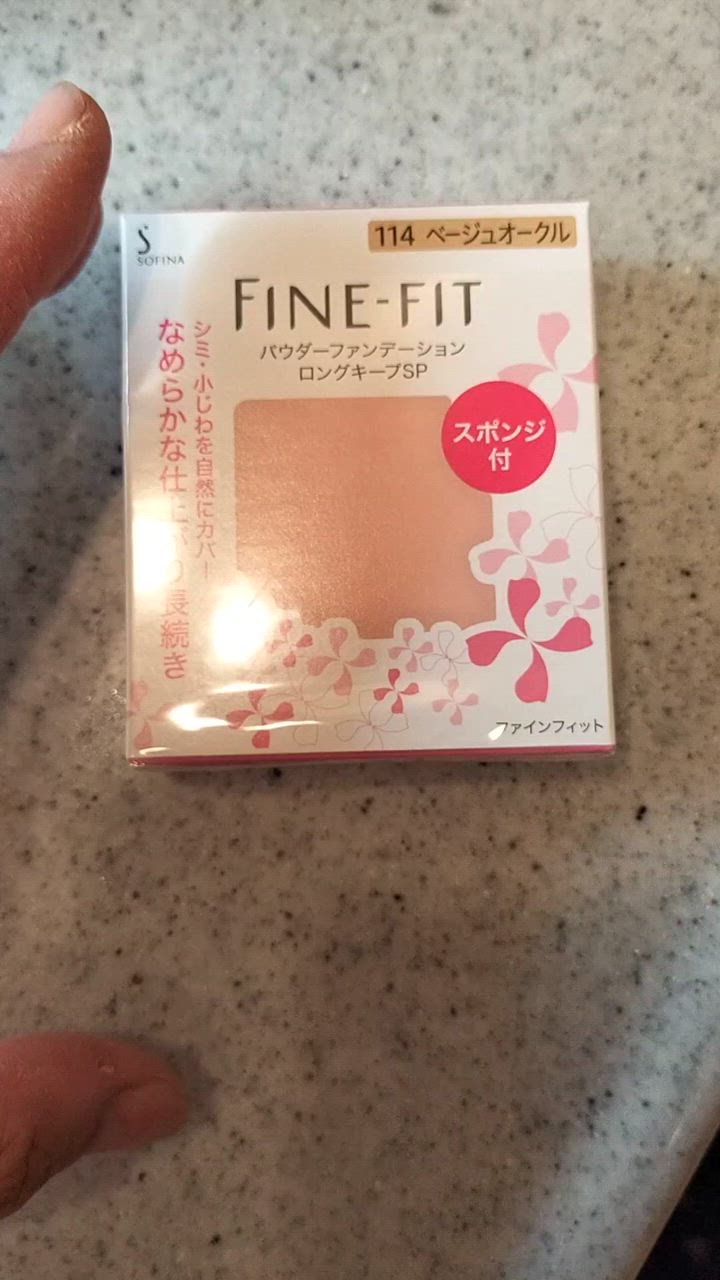 SOFINA
114 ベージュオークル
FINE-FIT
パウダーファンデーション
ロングキープSP
スポンジ
付
シミ・小じわを自然にカバー
なめらかな仕上がり長続き
ファインフィット